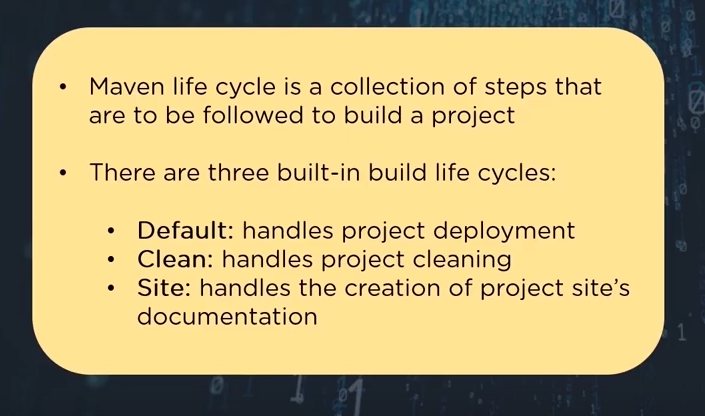 • Maven life cycle is a collection of steps that
are to be followed to build a project
• There are three built-in build life cycles:
• Default: handles project deployment
• Clean: handles project cleaning
• Site: handles the creation of project site's
documentation